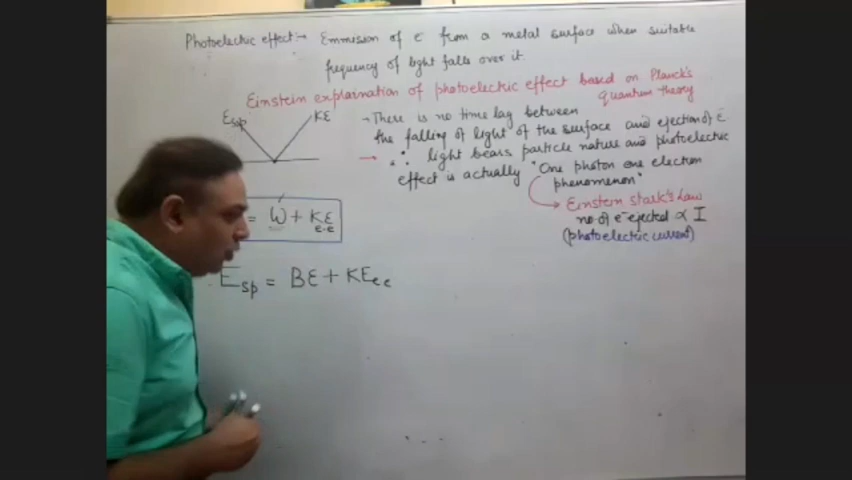 Photoelectric effect:- Emmission of e⁻ from a metal surface when suitable
frequency of light falls over it.
Einstein explaination of photoelectric effect based on Planck's
quantum theory
Esp KE
→ There is no time lag between
the falling of light of the surface and ejection of e⁻
→ ∴ light bears particle nature and photoelectric
effect is actually "One photon one electron
phenomenon"
Einstein stark's Law
no. of e⁻ ejected ∝ I
(photoelectric current)
= W + KE e-e
Esp = BE + KE ee